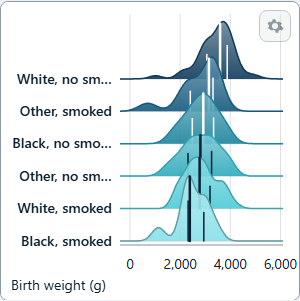 White, no sm...
Other, smoked
Black, no smo...
Other, no smo...
White, smoked
Black, smoked
0 2,000 4,000 6,000
Birth weight (g)